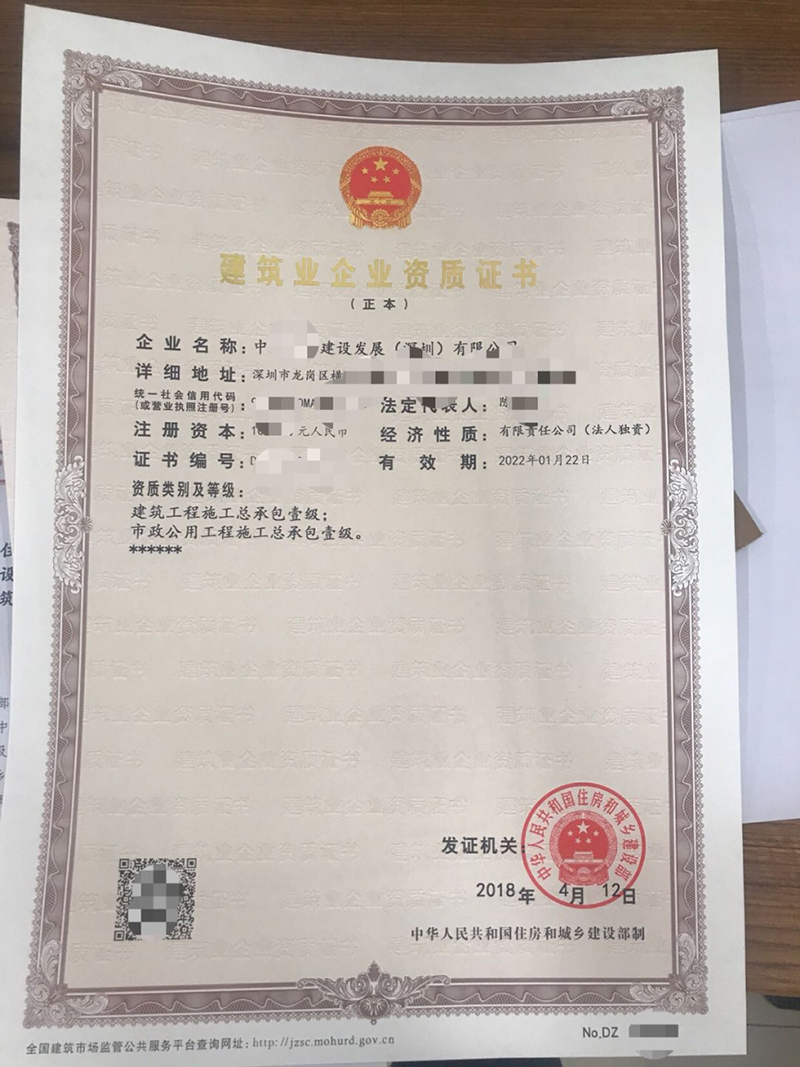 建筑业企业资质证书
(正本)
企业名称：中 建设发展（深圳）有限公司
详细地址：深圳市龙岗区横
统一社会信用代码
(或营业执照注册号)：
法定代表人：陈
注册资本： 元人民币
经济性质：有限责任公司（法人独资）
证书编号：D
有效期：2022年01月22日
资质类别及等级：
建筑工程施工总承包壹级；
市政公用工程施工总承包壹级。
******
发证机关：
中华人民共和国住房和城乡建设部
2018年 4月 12日
中华人民共和国住房和城乡建设部制
No.DZ
全国建筑市场监管公共服务平台查询网址：http://jzsc.mohurd.gov.cn